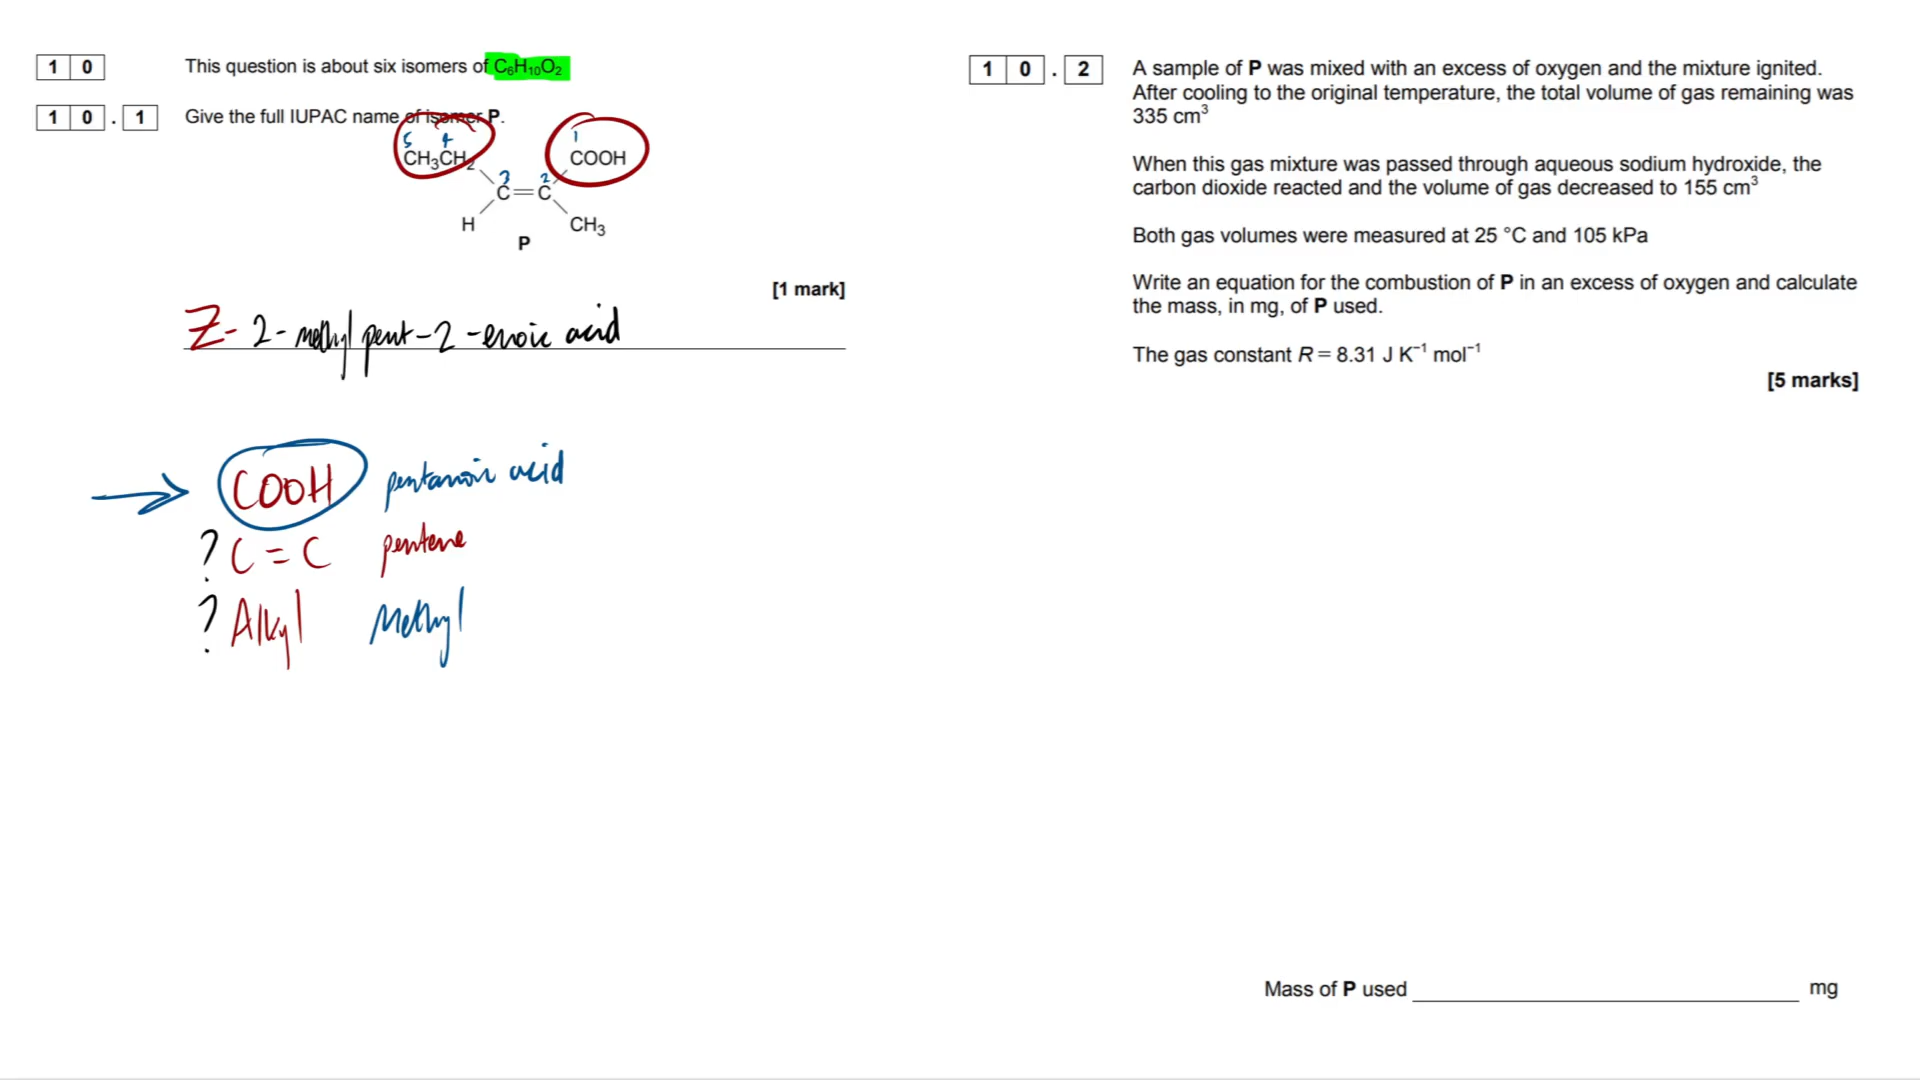 1 0
This question is about six isomers of C₆H₁₀O₂
1 0 . 1
Give the full IUPAC name of isomer P.
5 4 1
CH₃CH₂ COOH
3 2
C=C
H CH₃
P
[1 mark]
Z- 2- methyl pent-2-enoic acid
COOH pentanoic acid
? C = C pentene
? Alkyl Methyl
1 0 . 2
A sample of P was mixed with an excess of oxygen and the mixture ignited.
After cooling to the original temperature, the total volume of gas remaining was
335 cm³
When this gas mixture was passed through aqueous sodium hydroxide, the
carbon dioxide reacted and the volume of gas decreased to 155 cm³
Both gas volumes were measured at 25 °C and 105 kPa
Write an equation for the combustion of P in an excess of oxygen and calculate
the mass, in mg, of P used.
The gas constant R = 8.31 J K⁻¹ mol⁻¹
[5 marks]
Mass of P used mg